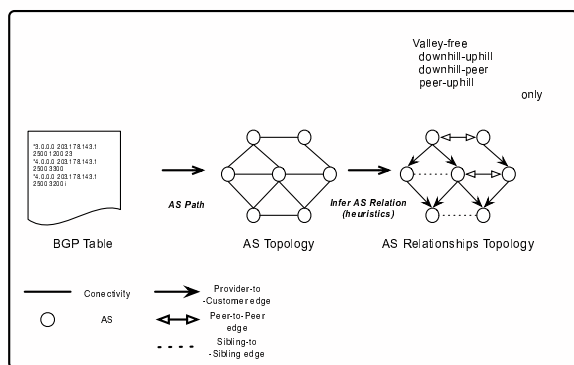 Valley-free
downhill-uphill
downhill-peer
peer-uphill
only
*3.0.0.0 203.178.143.1
2500 1200 23
*4.0.0.0 203.178.143.1
2500 3300
*4.0.0.0 203.178.143.1
2500 3200 i
AS Path
Infer AS Relation
(heuristics)
BGP Table
AS Topology
AS Relationships Topology
Conectivity
Provider-to
-Customer edge
AS
Peer-to-Peer
edge
Sibling-to
-Sibling edge